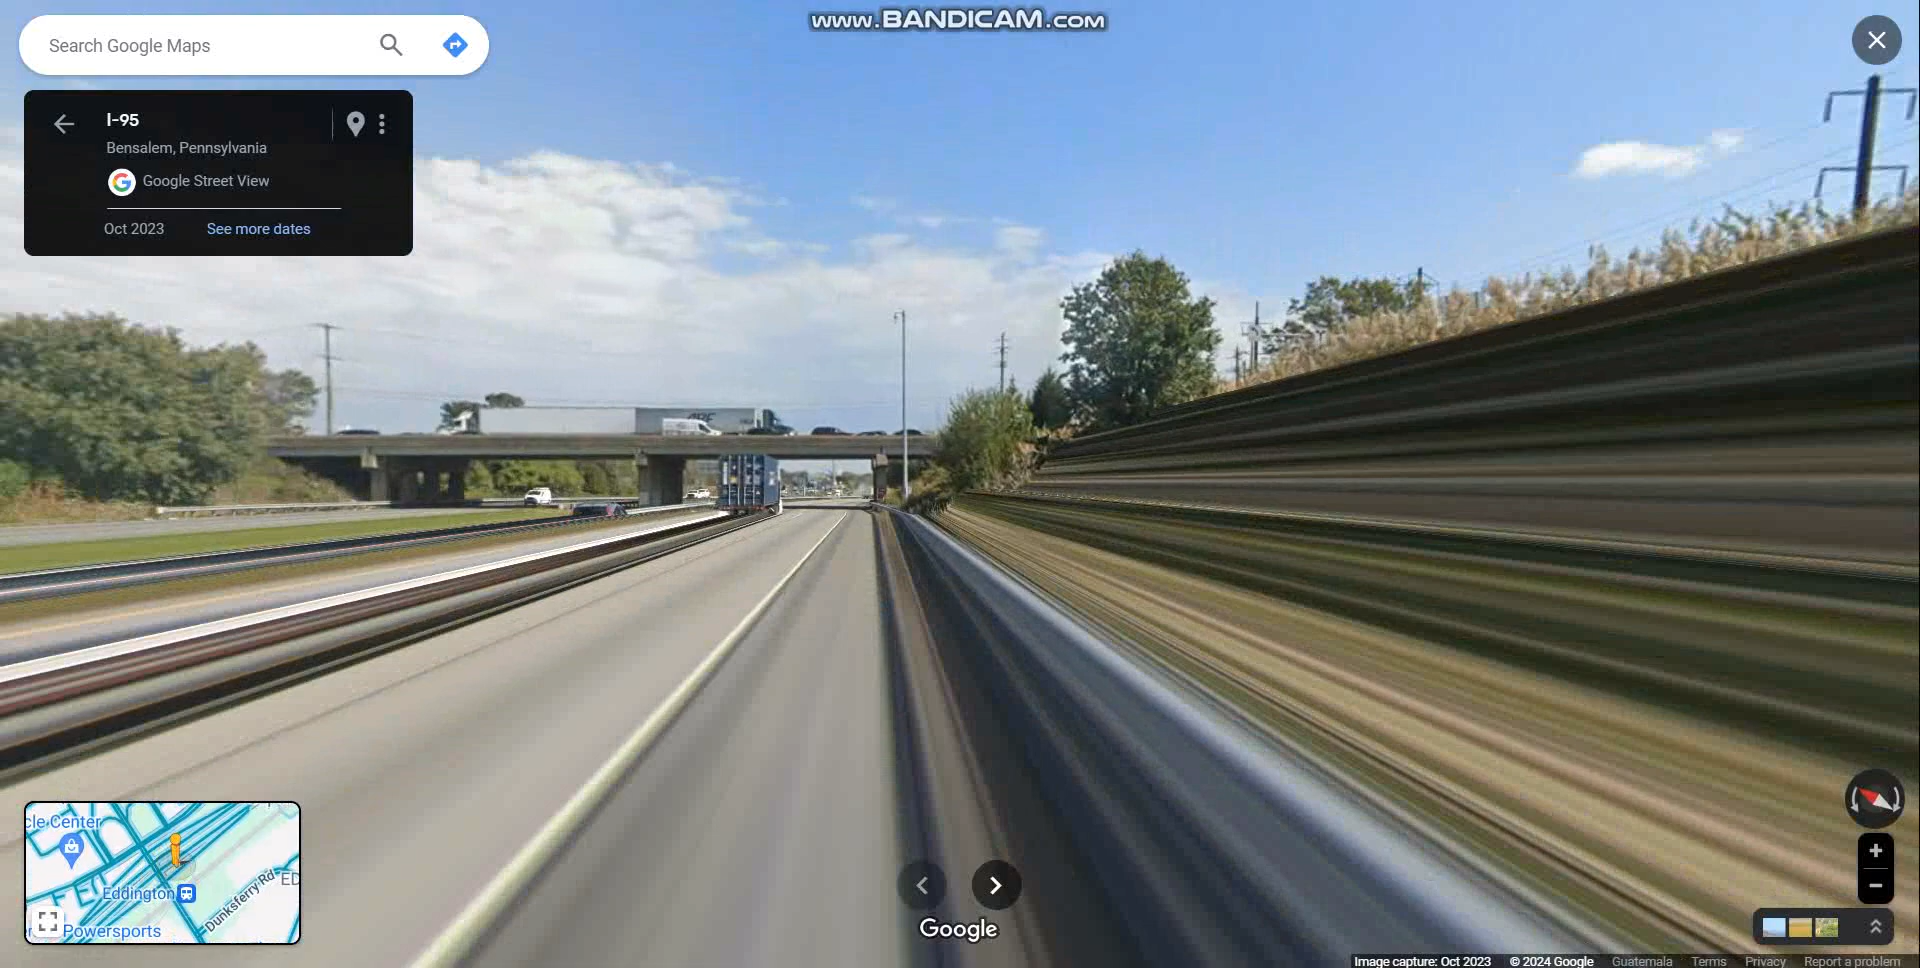 www.BANDICAM.com
Search Google Maps
I-95
Bensalem, Pennsylvania
Google Street View
Oct 2023 See more dates
cle Center
Eddington
ED
Dunksferry Rd
Powersports
Google
Image capture: Oct 2023 © 2024 Google Guatemala Terms Privacy Report a problem